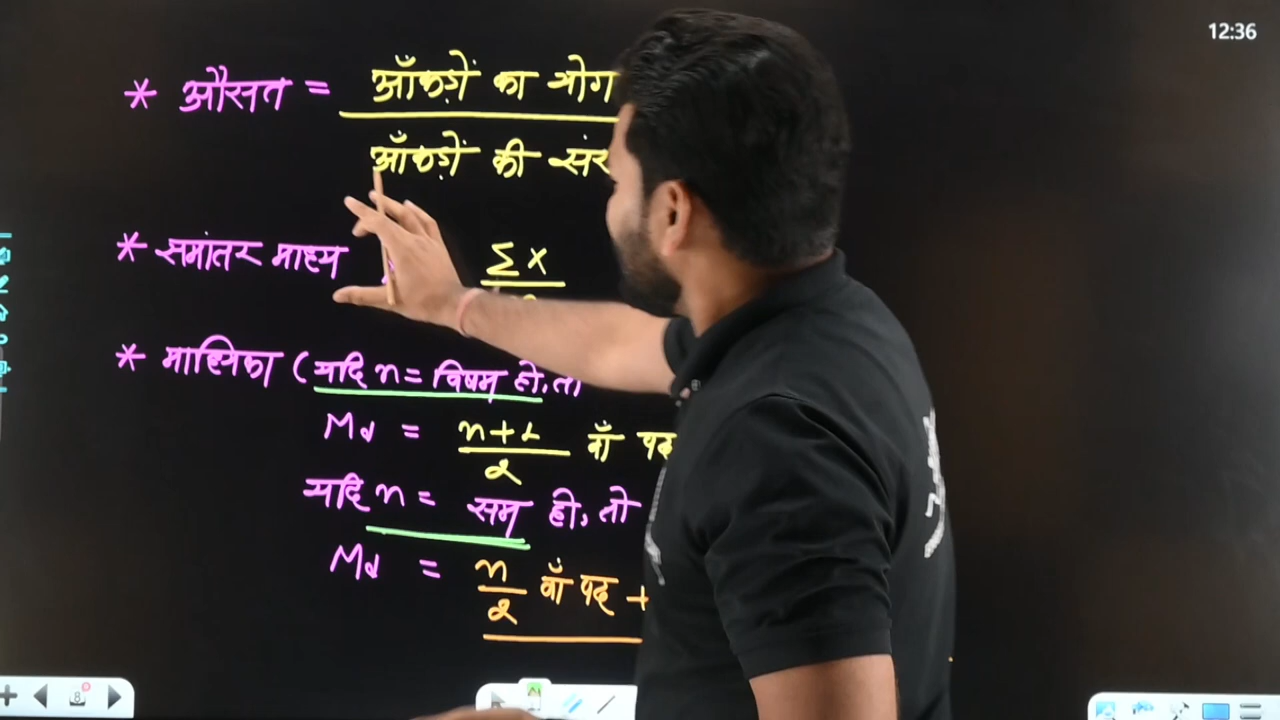 12:36
* औसत = आँकड़ों का योग
आँकड़ों की
* समांतर माध्य
Σx
* माध्यिका (यदि n = विषम हो, तो
Md = n+1/2 वाँ पद
यदि n = सम हो, तो
Md = n/2 वाँ पद +
8